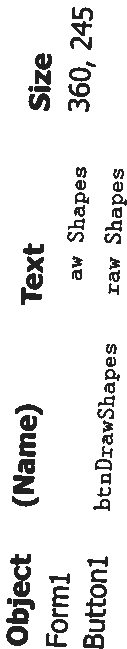 Object (Name) Text Size
Form1 aw Shapes 360, 245
Button1 btnDrawShapes raw Shapes